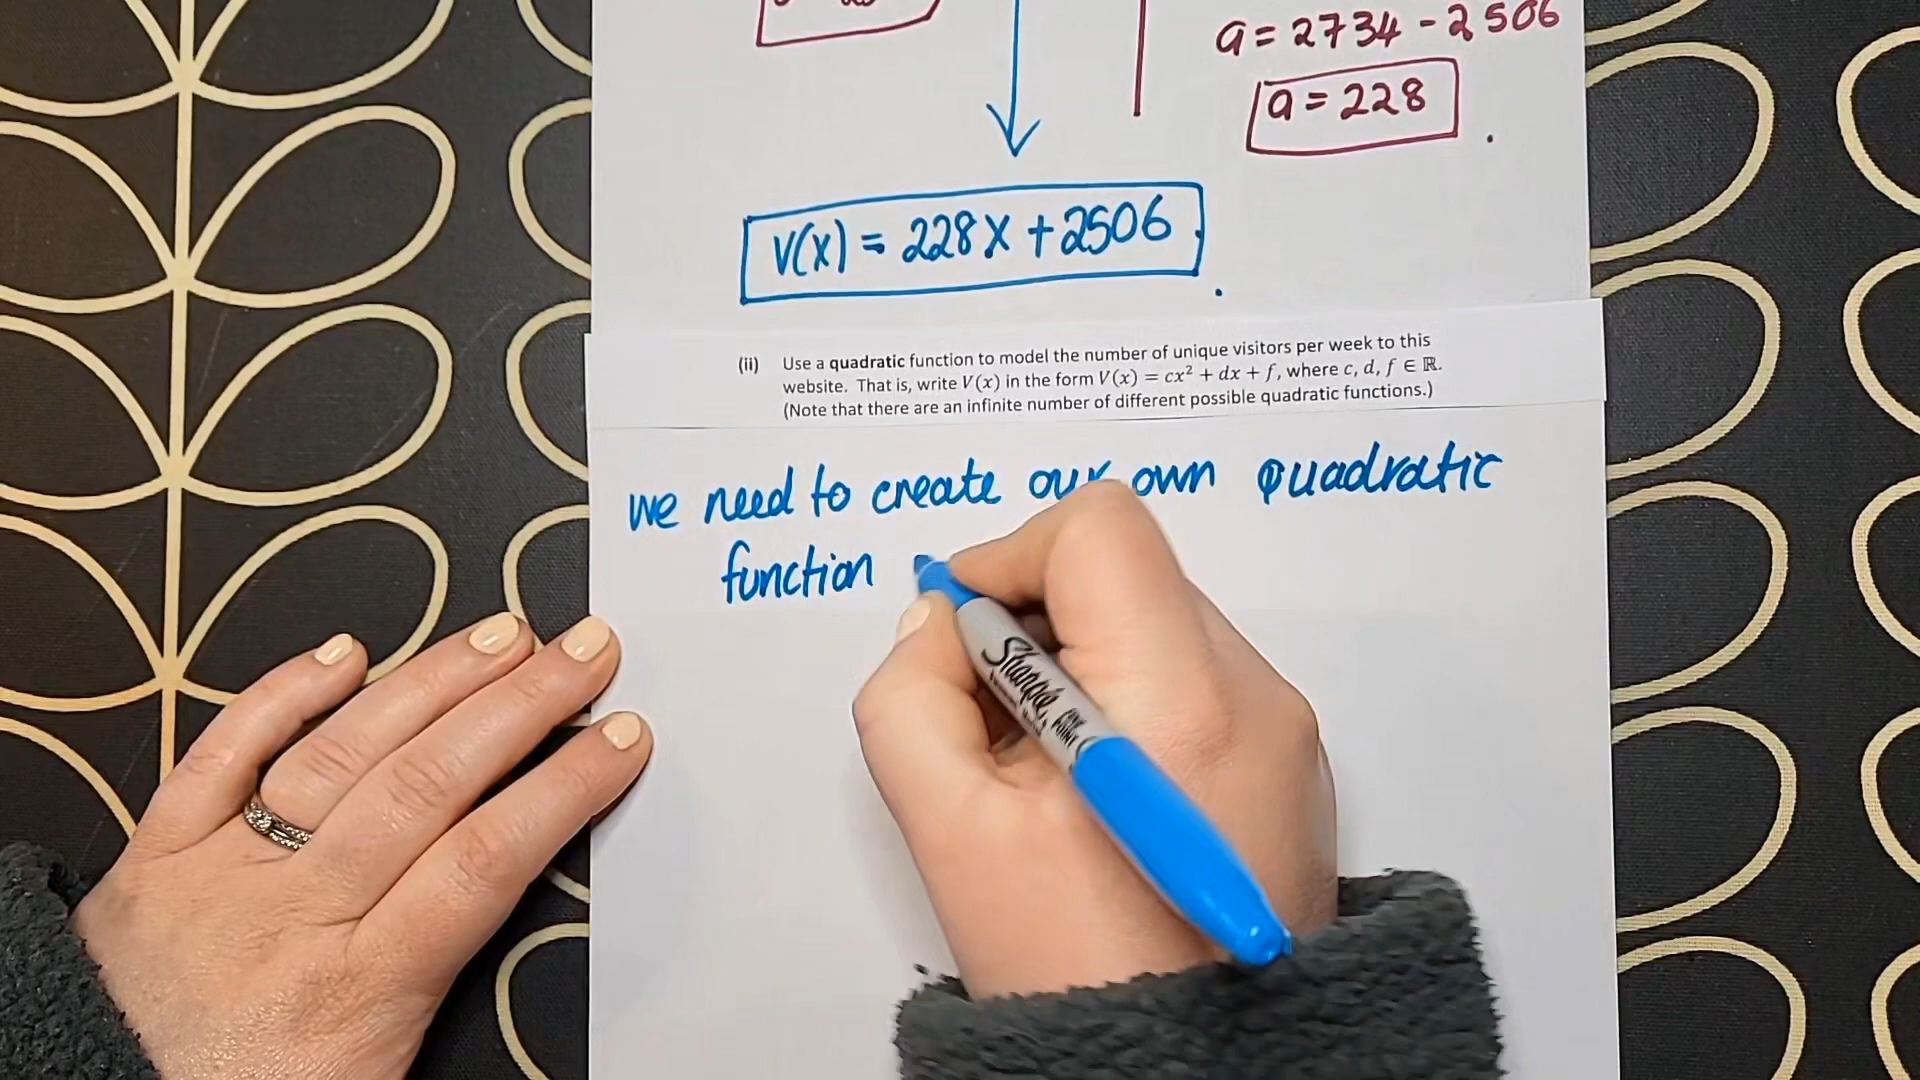 a = 2734 - 2506
a = 228
V(x) = 228x + 2506
(ii) Use a quadratic function to model the number of unique visitors per week to this
website. That is, write V(x) in the form V(x) = cx² + dx + f, where c, d, f ∈ ℝ.
(Note that there are an infinite number of different possible quadratic functions.)
we need to create our own quadratic
function
Sharpie